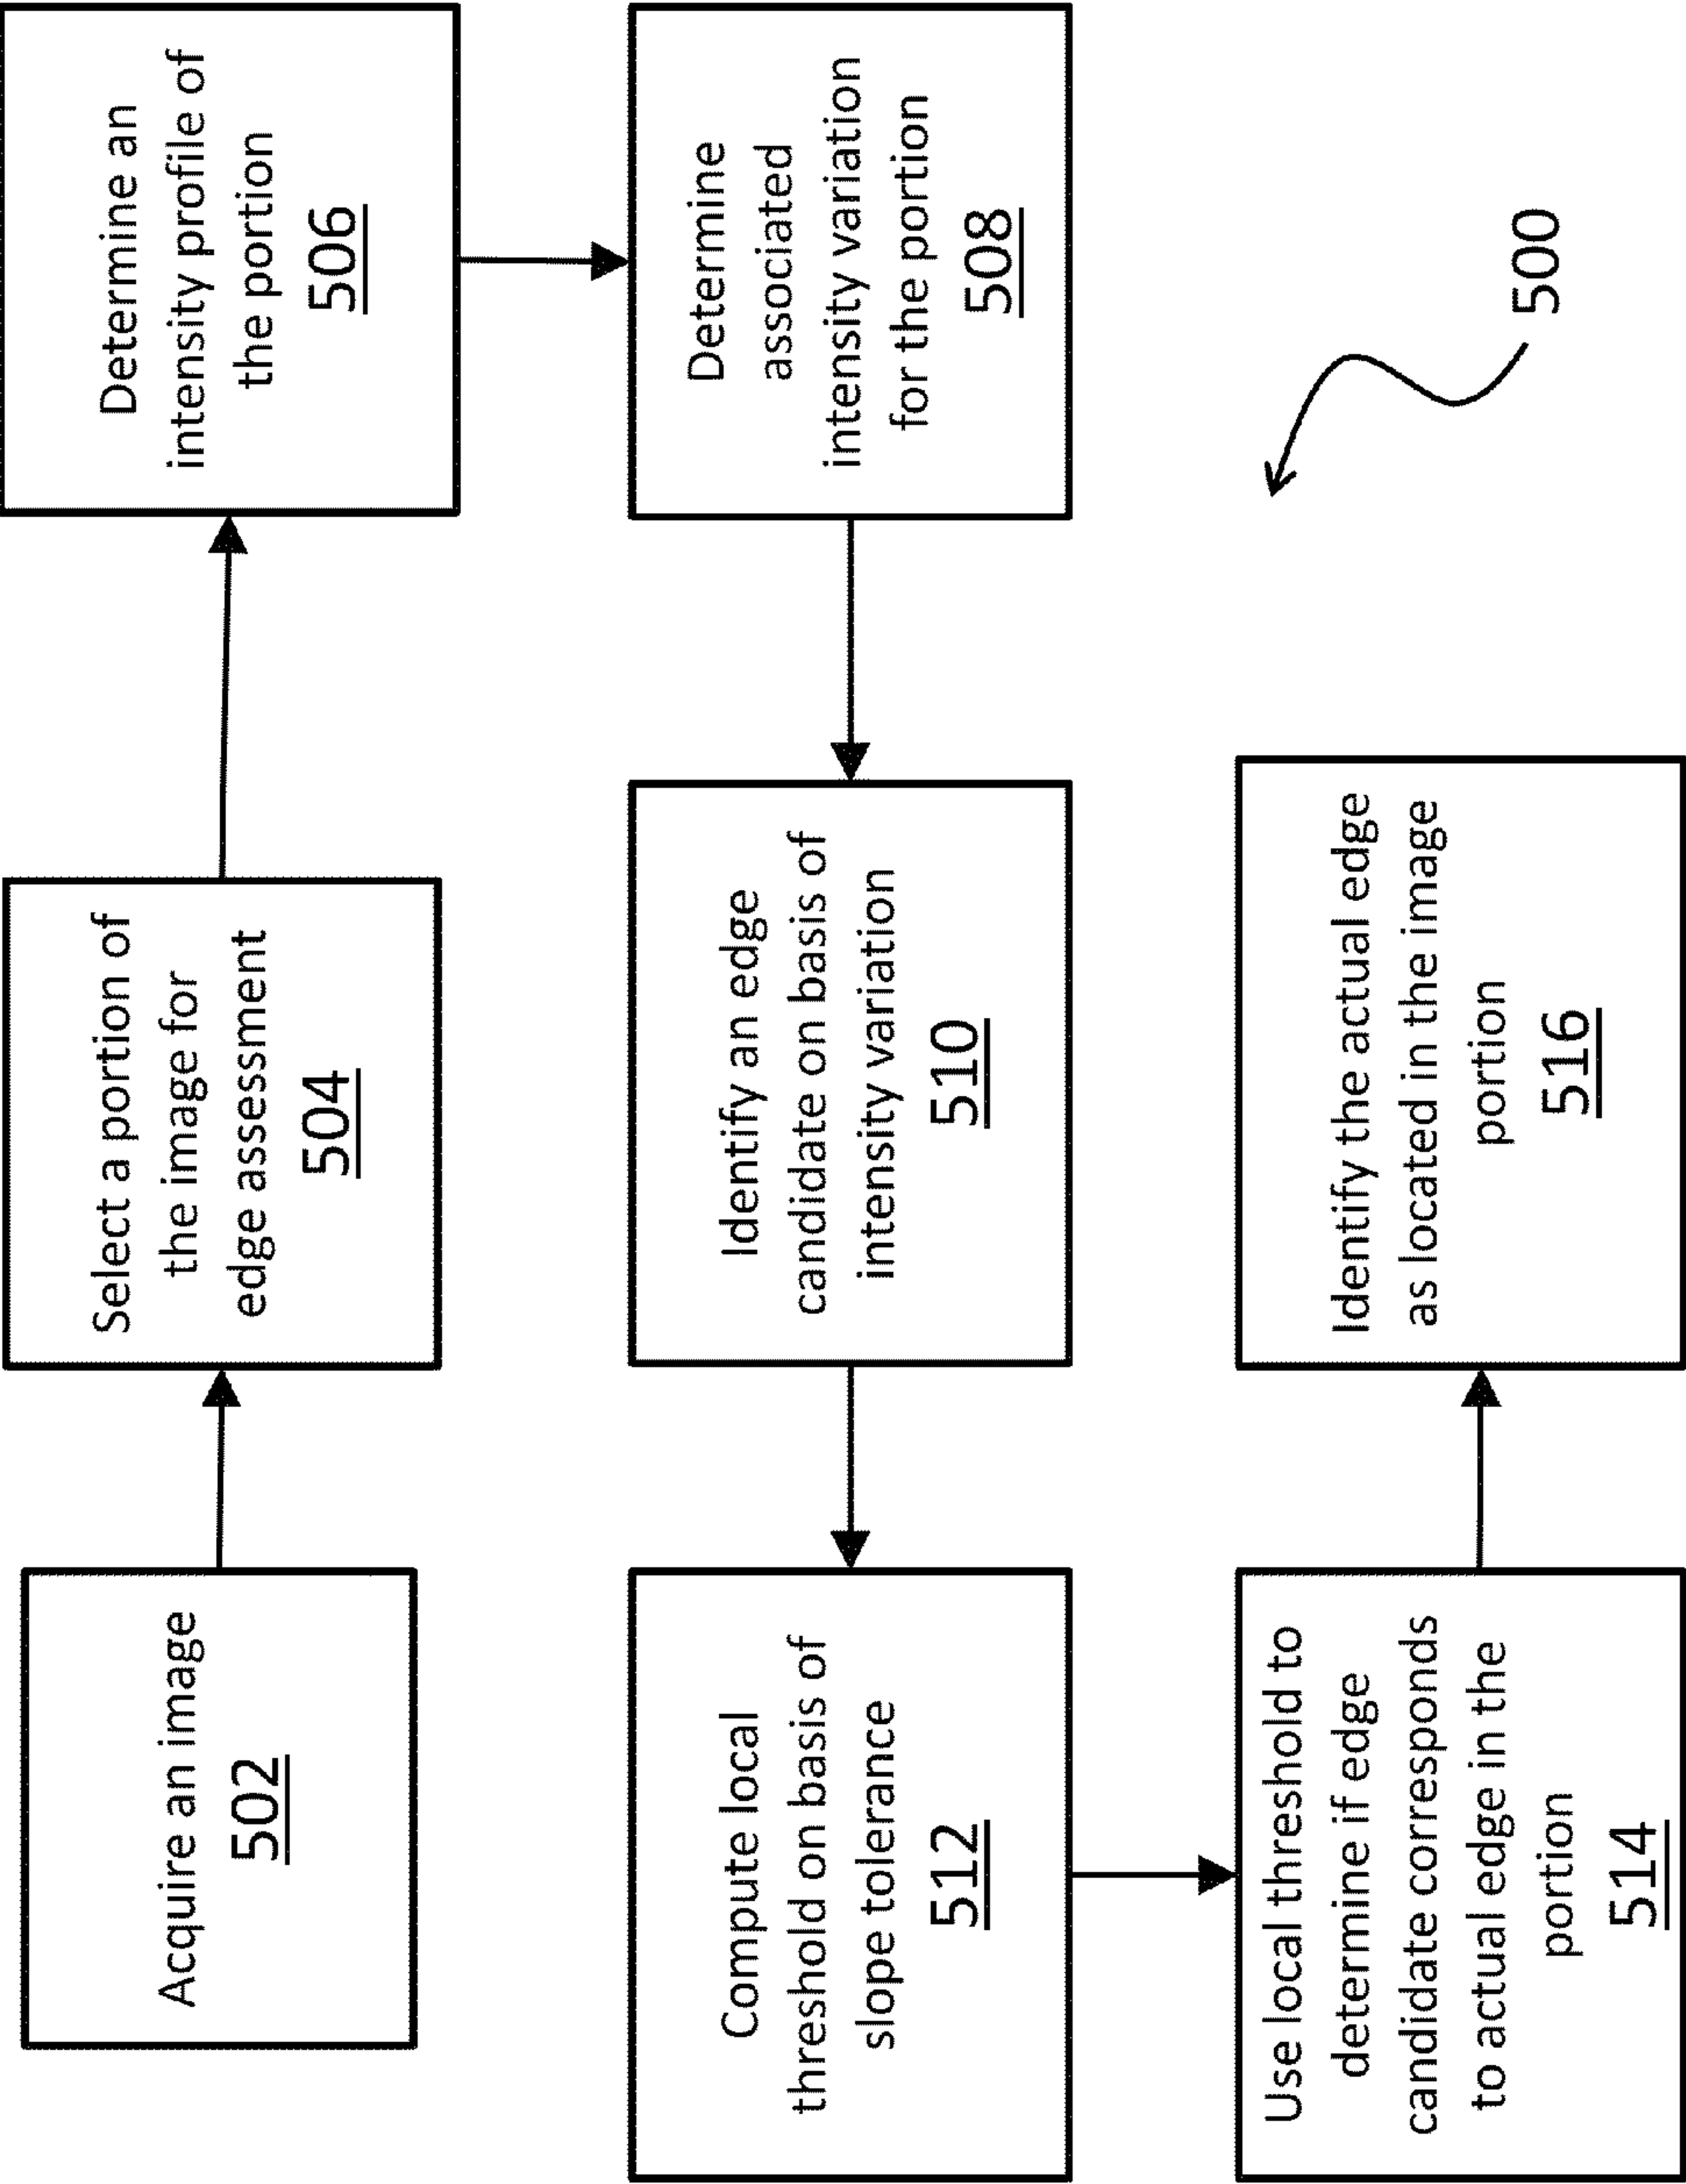 Acquire an image
502
Select a portion of
the image for
edge assessment
504
Determine an
intensity profile of
the portion
506
Determine
associated
intensity variation
for the portion
508
Identify an edge
candidate on basis of
intensity variation
510
Compute local
threshold on basis of
slope tolerance
512
Use local threshold to
determine if edge
candidate corresponds
to actual edge in the
portion
514
Identify the actual edge
as located in the image
portion
516
500